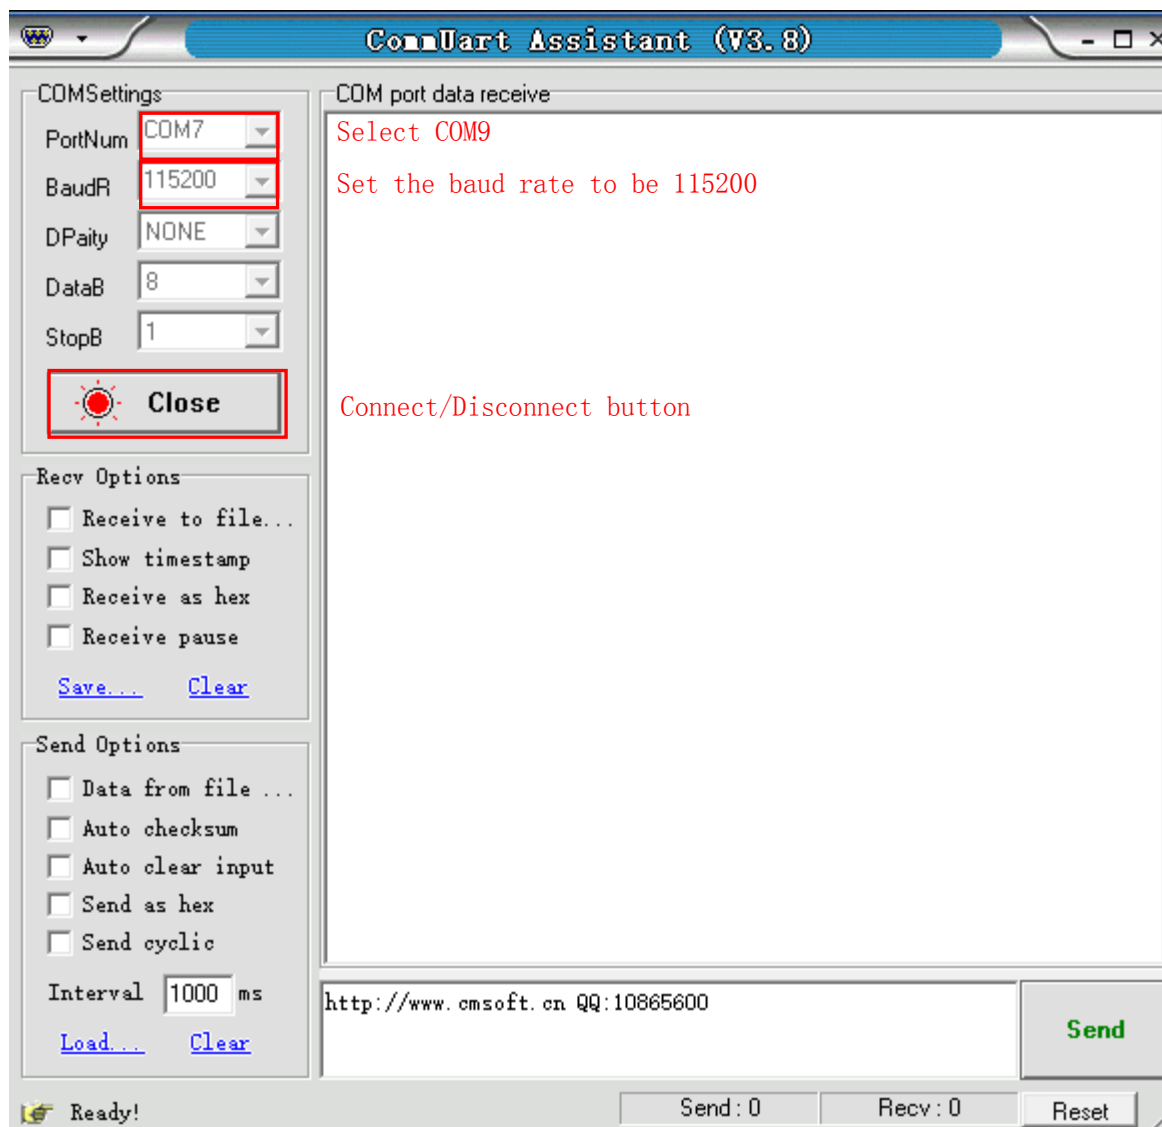 CommUart Assistant (V3.8)
COMSettings
PortNum COM7
BaudR 115200
DPaity NONE
DataB 8
StopB 1
Close
COM port data receive
Select COM9
Set the baud rate to be 115200
Connect/Disconnect button
Recv Options
Receive to file...
Show timestamp
Receive as hex
Receive pause
Save... Clear
Send Options
Data from file ...
Auto checksum
Auto clear input
Send as hex
Send cyclic
Interval 1000 ms
Load... Clear
http://www.cmsoft.cn QQ:10865600
Send
Ready!
Send : 0 Recv : 0 Reset